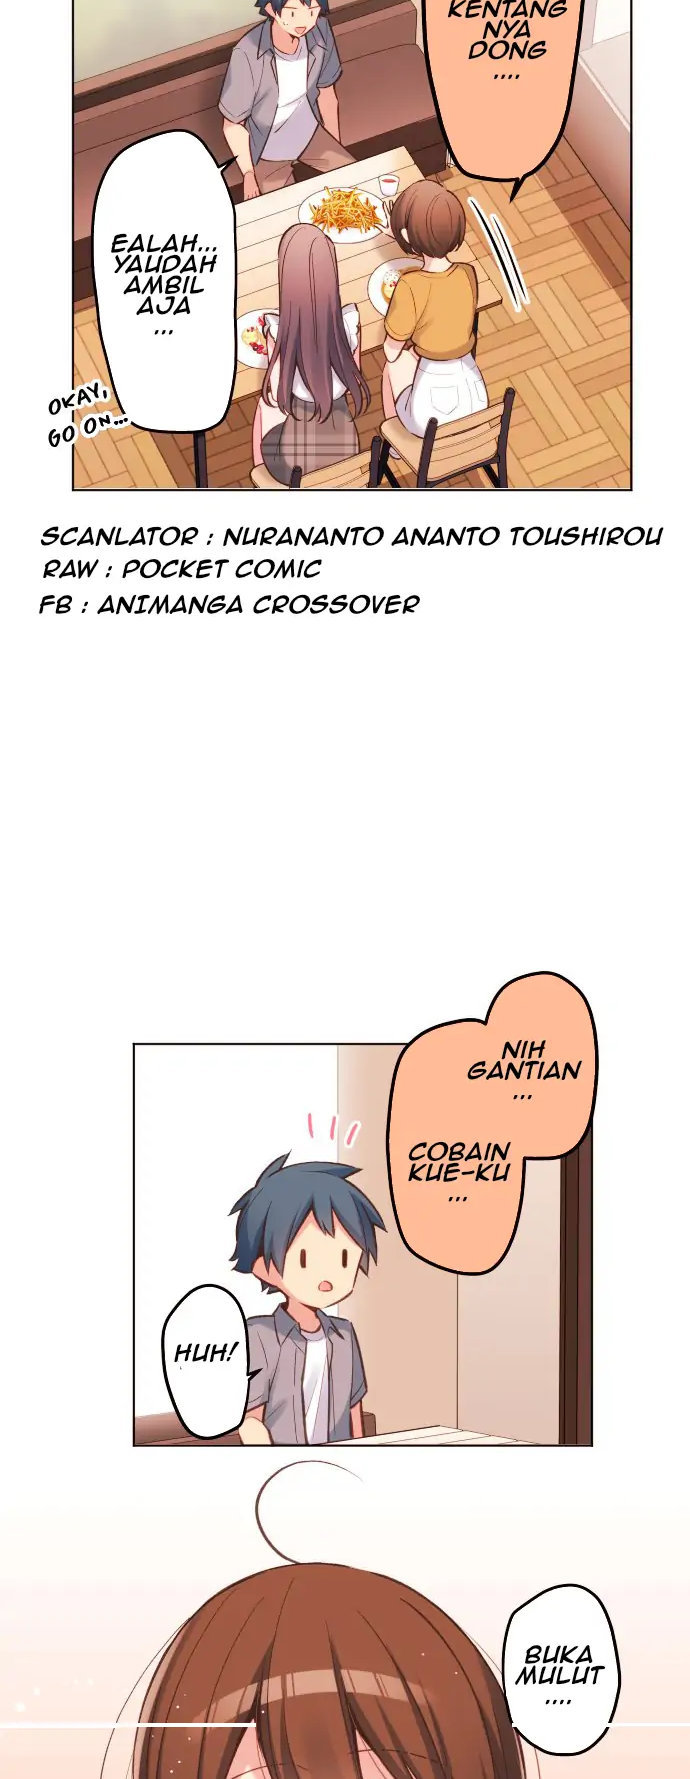 KENTANG
NYA
DONG
....
EALAH...
YAUDAH
AMBIL
AJA
...
OKAY,
GO ON...
SCANLATOR : NURANANTO ANANTO TOUSHIROU
RAW : POCKET COMIC
FB : ANIMANGA CROSSOVER
NIH
GANTIAN
...
COBAIN
KUE-KU
...
HUH!
BUKA
MULUT
....